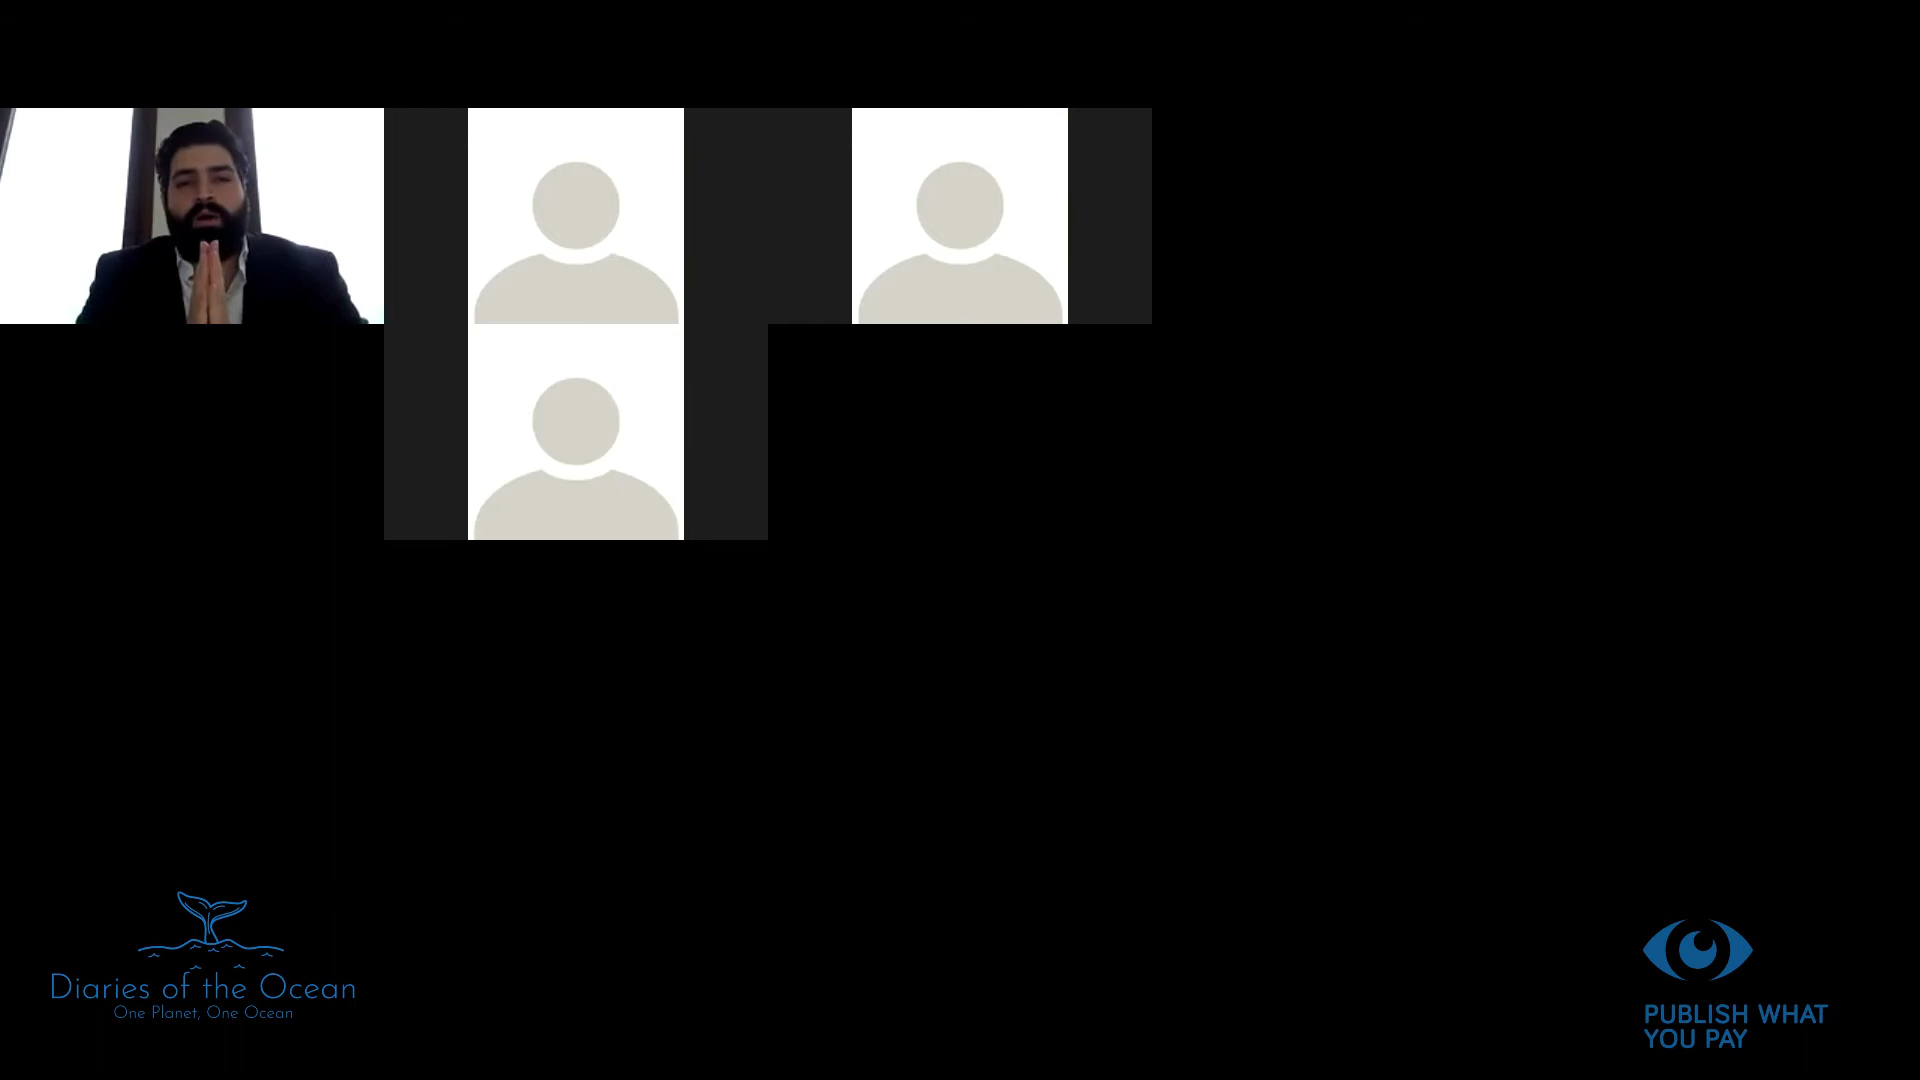 Diaries of the Ocean
One Planet, One Ocean
PUBLISH WHAT
YOU PAY